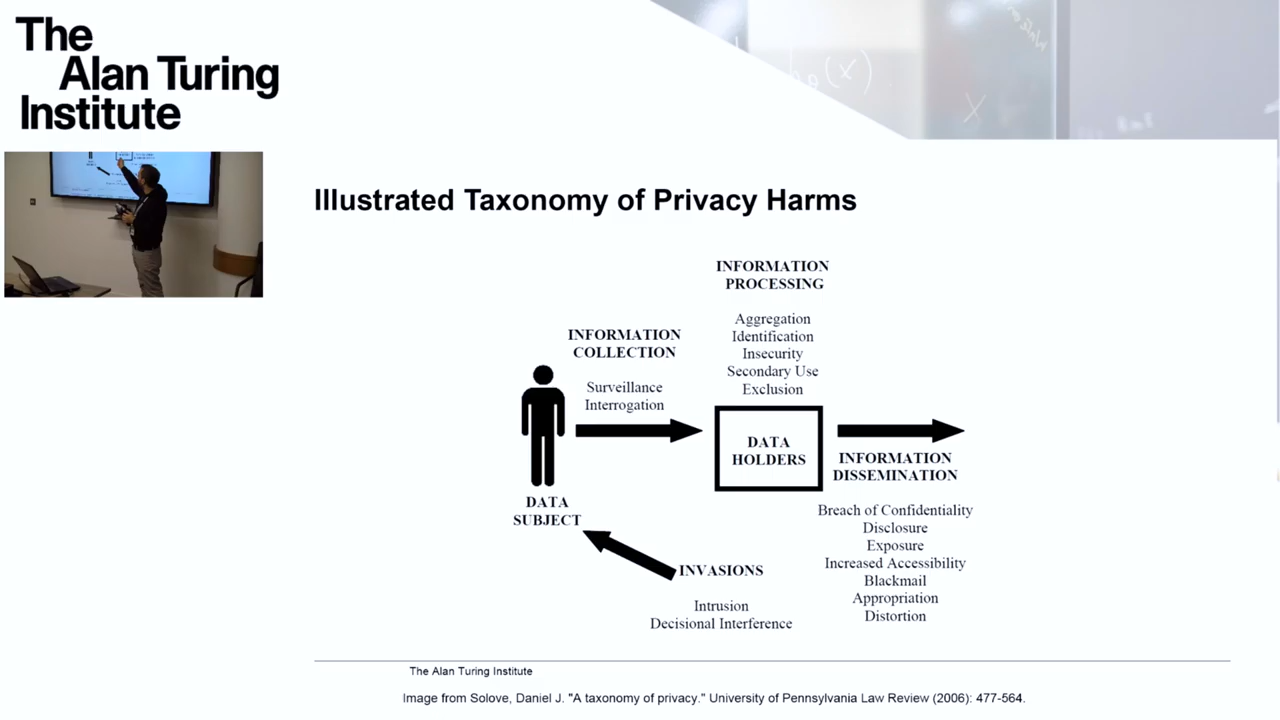 The
Alan Turing
Institute
Illustrated Taxonomy of Privacy Harms
INFORMATION
PROCESSING
Aggregation
Identification
Insecurity
Secondary Use
Exclusion
INFORMATION
COLLECTION
Surveillance
Interrogation
DATA
HOLDERS
DATA
SUBJECT
INFORMATION
DISSEMINATION
Breach of Confidentiality
Disclosure
Exposure
Increased Accessibility
Blackmail
Appropriation
Distortion
INVASIONS
Intrusion
Decisional Interference
The Alan Turing Institute
Image from Solove, Daniel J. "A taxonomy of privacy." University of Pennsylvania Law Review (2006): 477-564.